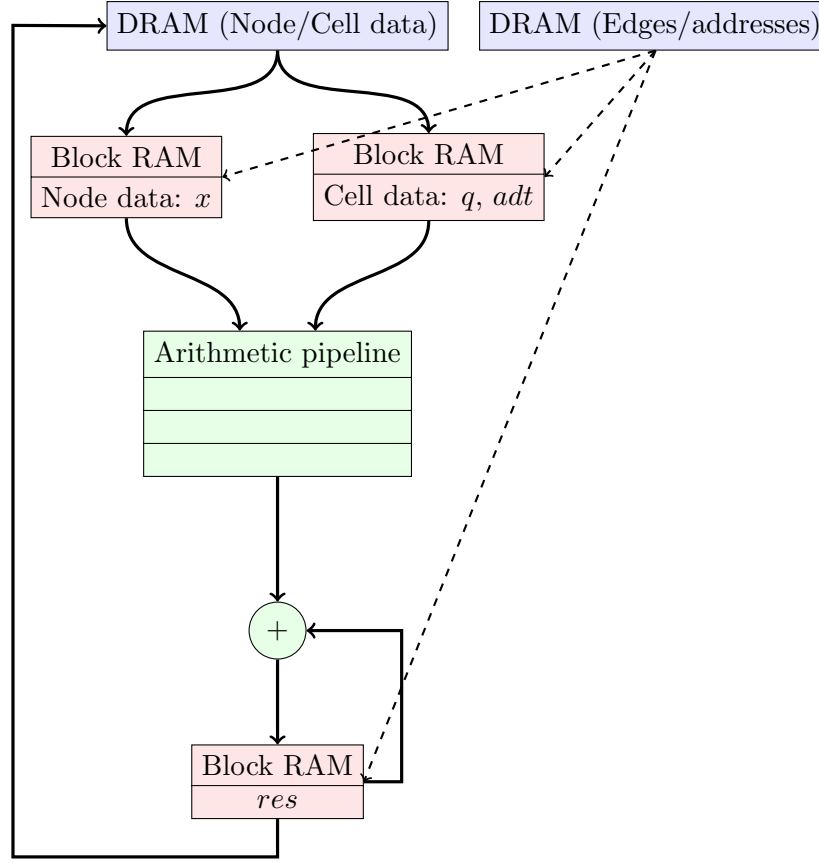 DRAM (Node/Cell data)
DRAM (Edges/addresses)
Block RAM
Node data: x
Block RAM
Cell data: q, adt
Arithmetic pipeline
+
Block RAM
res